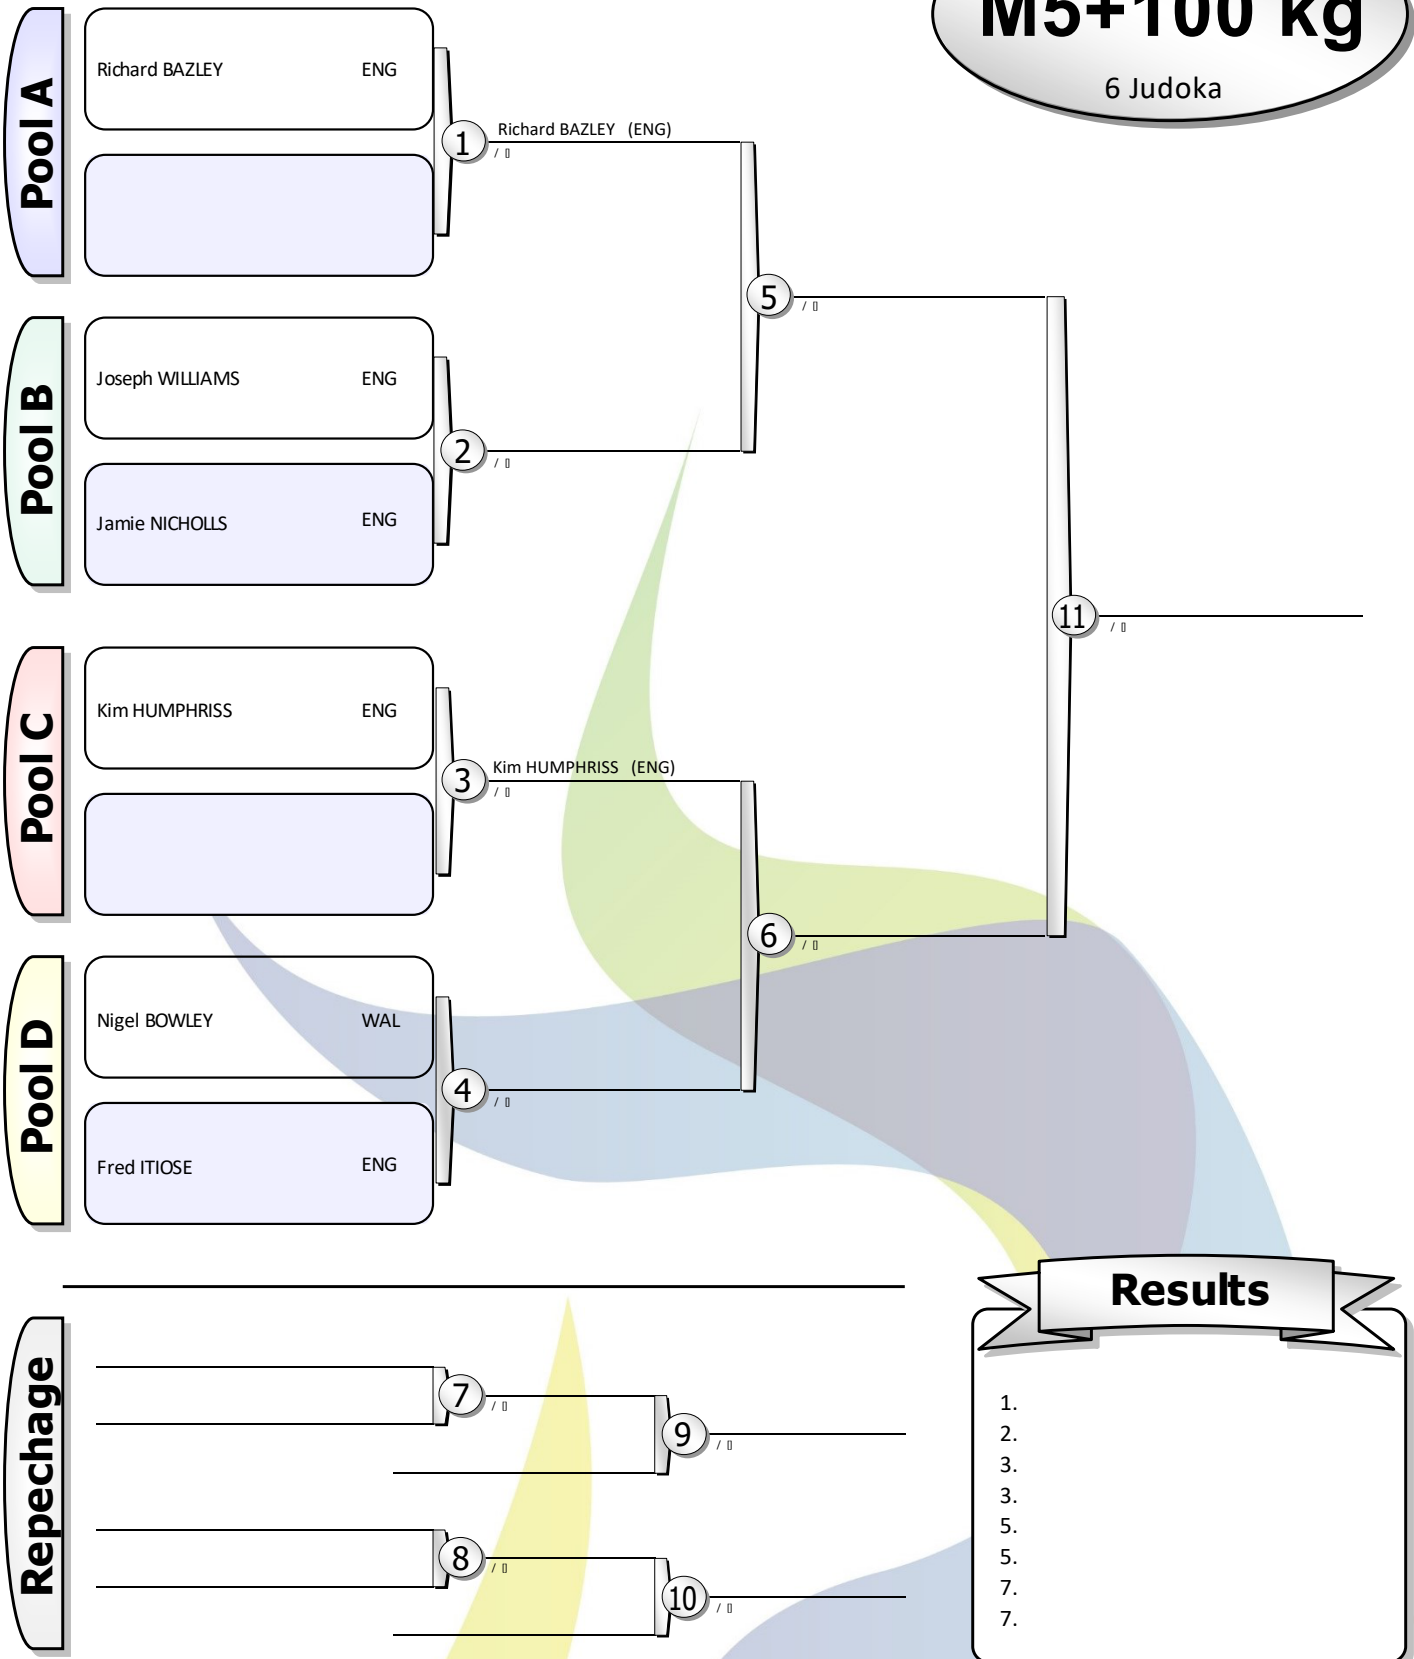 M5+100 kg
6 Judoka
Pool A
Richard BAZLEY ENG
1 Richard BAZLEY (ENG)
/ 
5
/ 
Pool B
Joseph WILLIAMS ENG
2
/ 
Jamie NICHOLLS ENG
11
/ 
Pool C
Kim HUMPHRISS ENG
3 Kim HUMPHRISS (ENG)
/ 
6
/ 
Pool D
Nigel BOWLEY WAL
4
/ 
Fred ITIOSE ENG
Repechage
7
/ 
9
/ 
8
/ 
10
/ 
Results
1.
2.
3.
3.
5.
5.
7.
7.